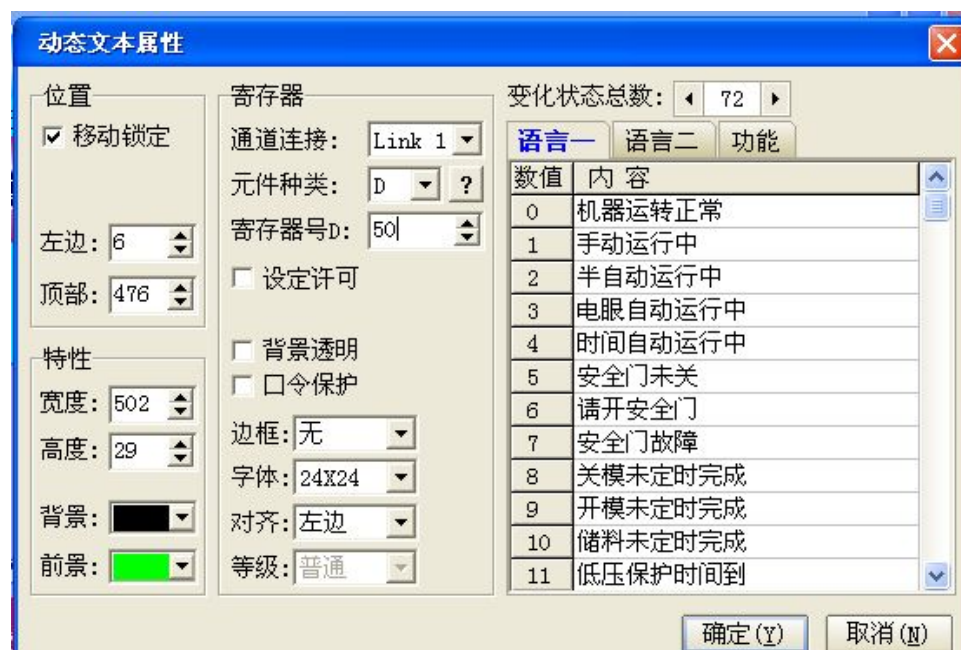 动态文本属性
位置
移动锁定
左边: 6
顶部: 476
特性
宽度: 502
高度: 29
背景:
前景:
寄存器
通道连接: Link 1
元件种类: D ?
寄存器号D: 50
设定许可
背景透明
口令保护
边框: 无
字体: 24X24
对齐: 左边
等级: 普通
变化状态总数: 72
语言一 语言二 功能
数值 内 容
0 机器运转正常
1 手动运行中
2 半自动运行中
3 电眼自动运行中
4 时间自动运行中
5 安全门未关
6 请开安全门
7 安全门故障
8 关模未定时完成
9 开模未定时完成
10 储料未定时完成
11 低压保护时间到
确定(Y) 取消(N)